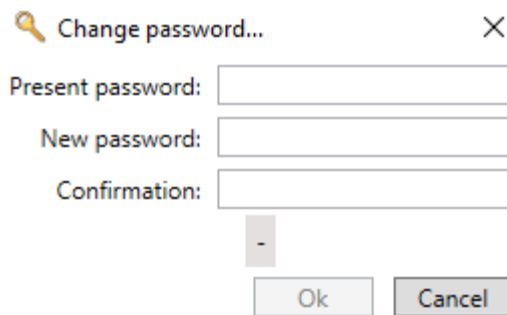 Change password...
Present password:
New password:
Confirmation:
-
Ok Cancel